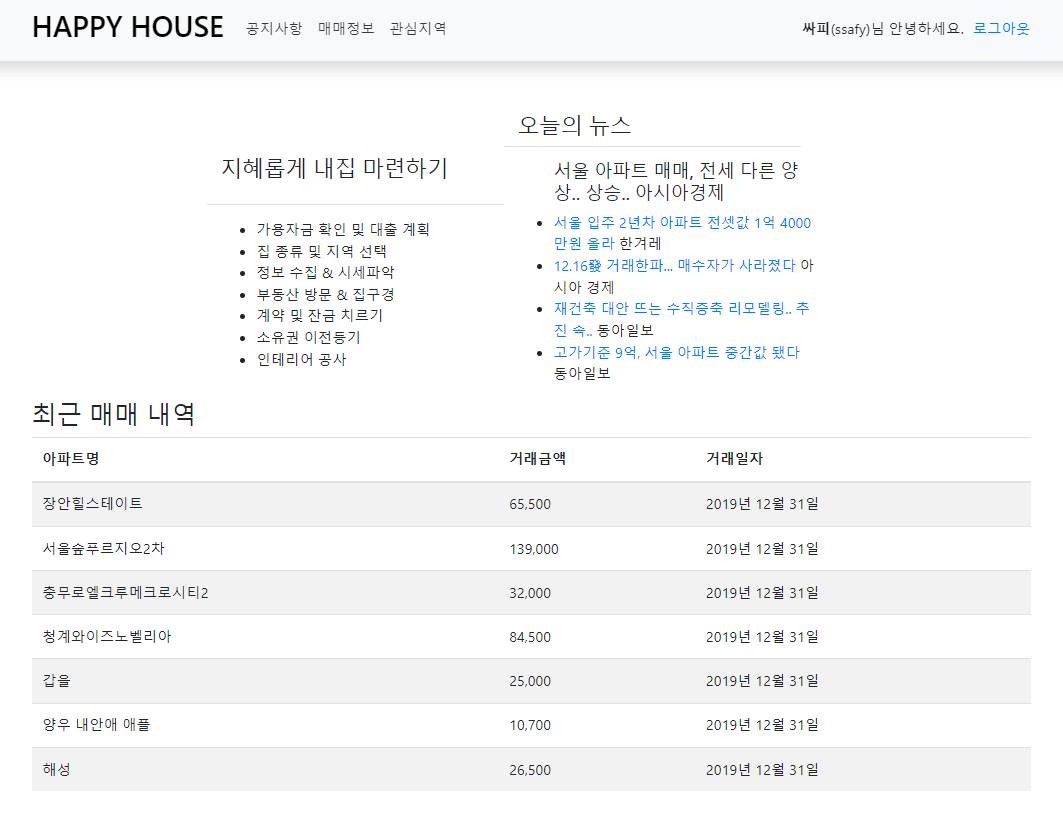 HAPPY HOUSE 공지사항 매매정보 관심지역 싸피(ssafy)님 안녕하세요. 로그아웃
지혜롭게 내집 마련하기
가용자금 확인 및 대출 계획
집 종류 및 지역 선택
정보 수집 & 시세파악
부동산 방문 & 집구경
계약 및 잔금 치르기
소유권 이전등기
인테리어 공사
오늘의 뉴스
서울 아파트 매매, 전세 다른 양
상.. 상승.. 아시아경제
서울 입주 2년차 아파트 전셋값 1억 4000
만원 올라 한겨레
12.16發 거래한파... 매수자가 사라졌다 아
시아 경제
재건축 대안 뜨는 수직증축 리모델링.. 추
진 속.. 동아일보
고가기준 9억, 서울 아파트 중간값 됐다
동아일보
최근 매매 내역
아파트명 거래금액 거래일자
장안힐스테이트 65,500 2019년 12월 31일
서울숲푸르지오2차 139,000 2019년 12월 31일
충무로엘크루메크로시티2 32,000 2019년 12월 31일
청계와이즈노벨리아 84,500 2019년 12월 31일
갑을 25,000 2019년 12월 31일
양우 내안애 애플 10,700 2019년 12월 31일
해성 26,500 2019년 12월 31일